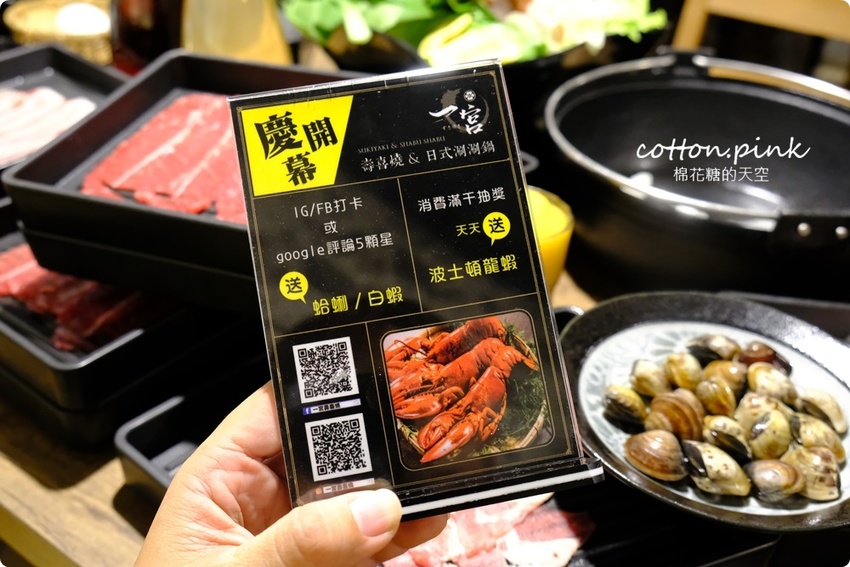 慶開幕
一宮
SUKIYAKI & SHABU SHABU
壽喜燒 & 日式涮涮鍋
IG/FB打卡
或
google評論5顆星
送
蛤蜊/白蝦
消費滿千抽獎
天天送
波士頓龍蝦
cotton.pink
棉花糖的天空